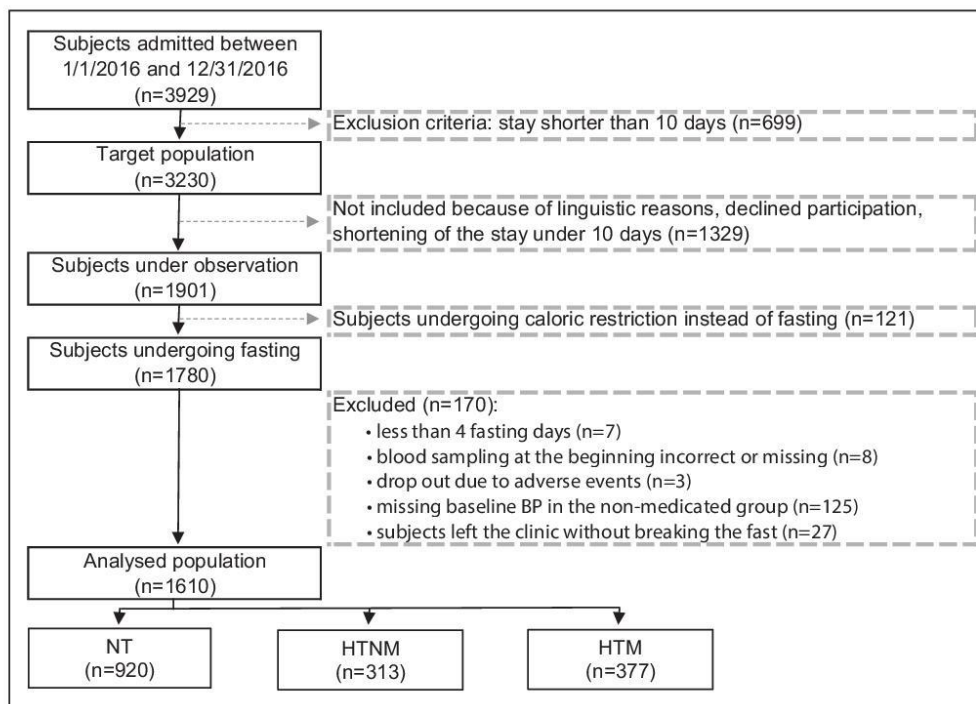 Subjects admitted between
1/1/2016 and 12/31/2016
(n=3929)
Exclusion criteria: stay shorter than 10 days (n=699)
Target population
(n=3230)
Not included because of linguistic reasons, declined participation,
shortening of the stay under 10 days (n=1329)
Subjects under observation
(n=1901)
Subjects undergoing caloric restriction instead of fasting (n=121)
Subjects undergoing fasting
(n=1780)
Excluded (n=170):
• less than 4 fasting days (n=7)
• blood sampling at the beginning incorrect or missing (n=8)
• drop out due to adverse events (n=3)
• missing baseline BP in the non-medicated group (n=125)
• subjects left the clinic without breaking the fast (n=27)
Analysed population
(n=1610)
NT
(n=920)
HTNM
(n=313)
HTM
(n=377)